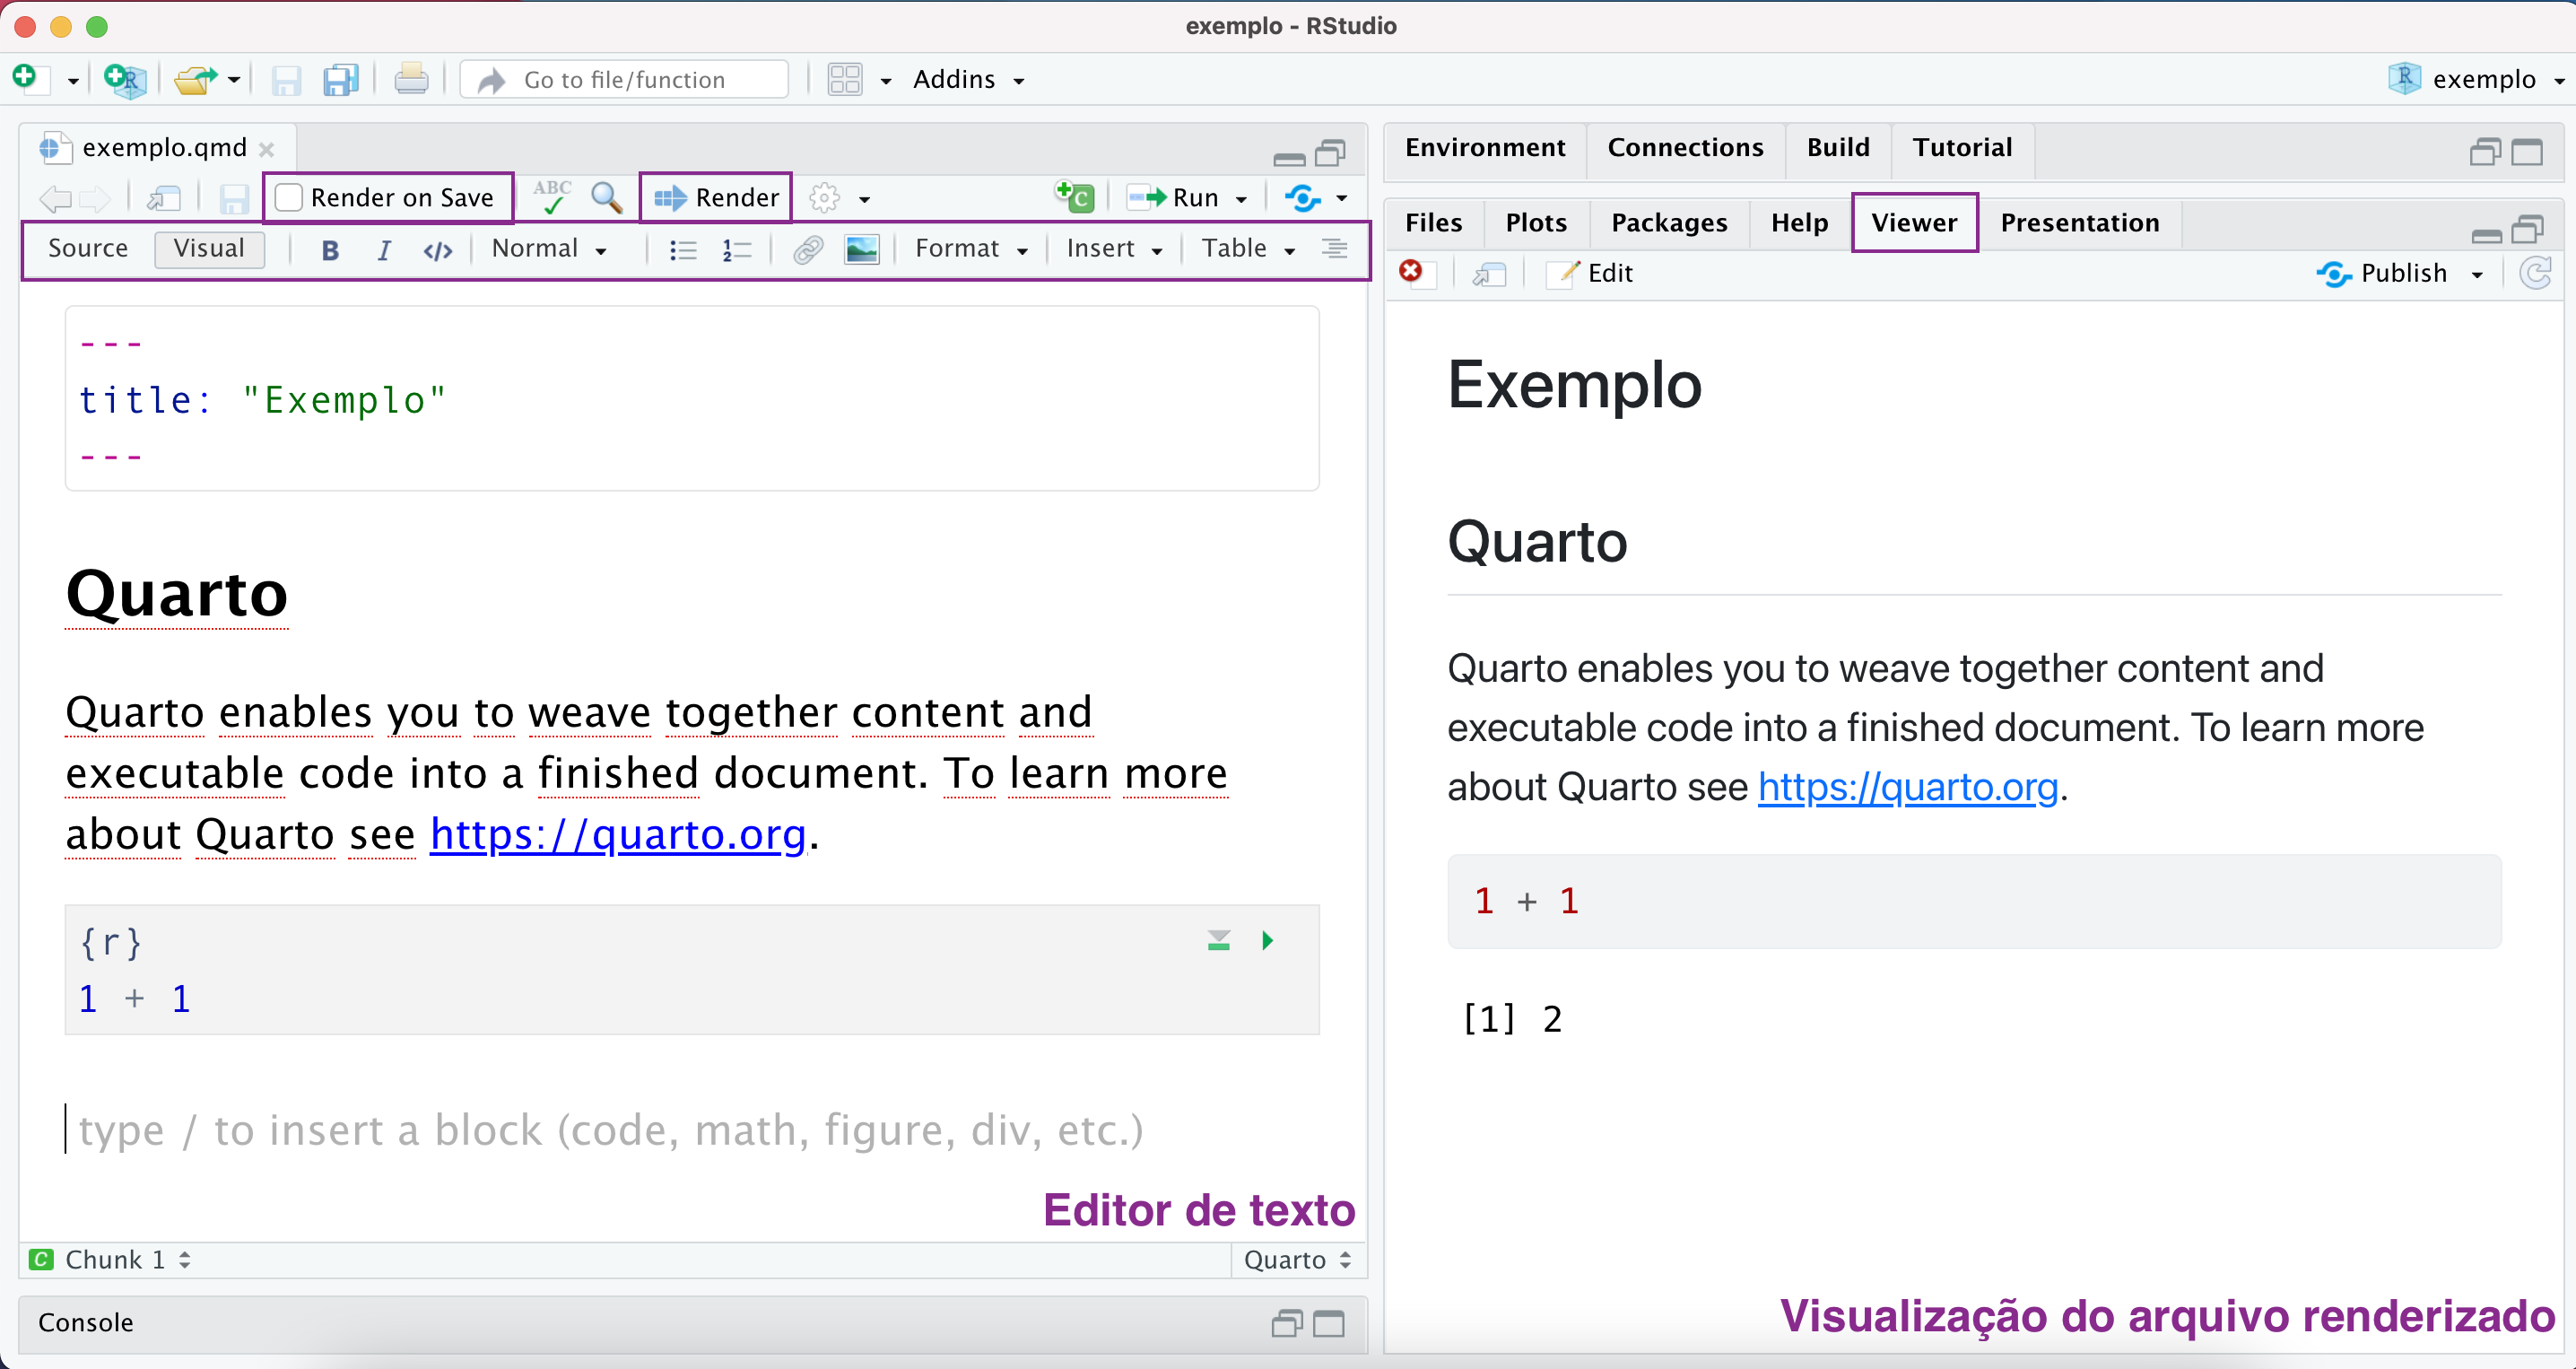 exemplo - RStudio
Go to file/function
Addins
exemplo
exemplo.qmd
Render on Save
ABC
Render
Run
Source
Visual
B
I
</>
Normal
Format
Insert
Table
---
title: "Exemplo"
---
Quarto
Quarto enables you to weave together content and
executable code into a finished document. To learn more
about Quarto see https://quarto.org.
{r}
1 + 1
type / to insert a block (code, math, figure, div, etc.)
Editor de texto
C Chunk 1
Quarto
Console
Environment
Connections
Build
Tutorial
Files
Plots
Packages
Help
Viewer
Presentation
Edit
Publish
Exemplo
Quarto
Quarto enables you to weave together content and
executable code into a finished document. To learn more
about Quarto see https://quarto.org.
1 + 1
[1] 2
Visualização do arquivo renderizado